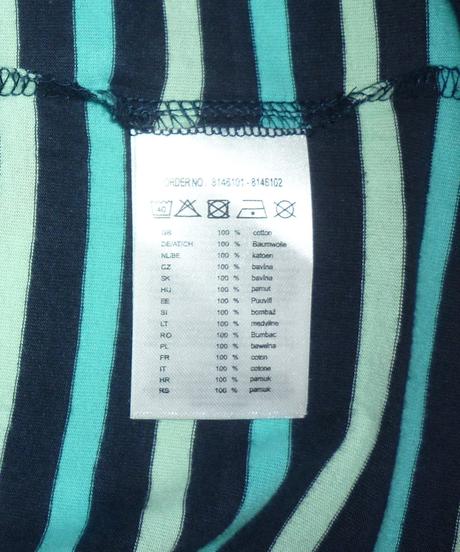 ORDER NO.: 8146101 - 8146102
40
GB 100 % cotton
DE/AT/CH 100 % Baumwolle
NL/BE 100 % katoen
CZ 100 % bavlna
SK 100 % bavlna
HU 100 % pamut
EE 100 % Puuvill
SI 100 % bombaž
LT 100 % medvilnė
RO 100 % Bumbac
PL 100 % bawełna
FR 100 % coton
IT 100 % cotone
HR 100 % pamuk
RS 100 % pamuk